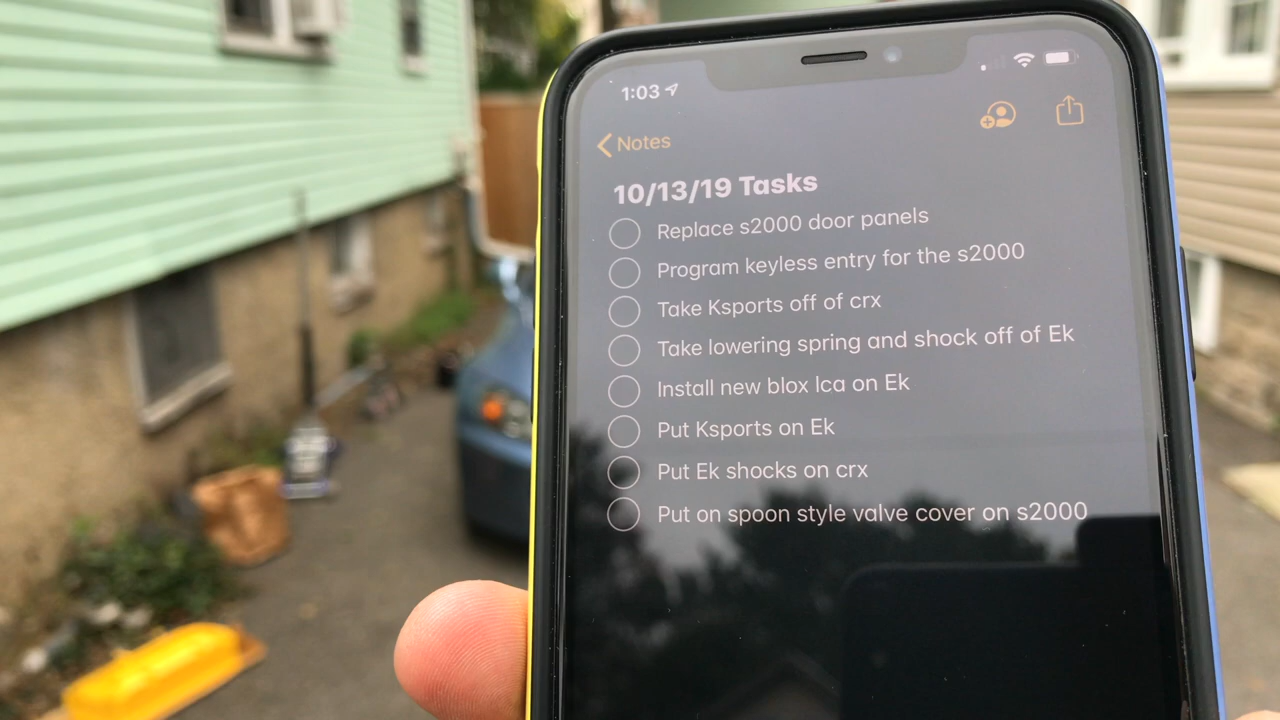 1:03
Notes
10/13/19 Tasks
Replace s2000 door panels
Program keyless entry for the s2000
Take Ksports off of crx
Take lowering spring and shock off of Ek
Install new blox lca on Ek
Put Ksports on Ek
Put Ek shocks on crx
Put on spoon style valve cover on s2000